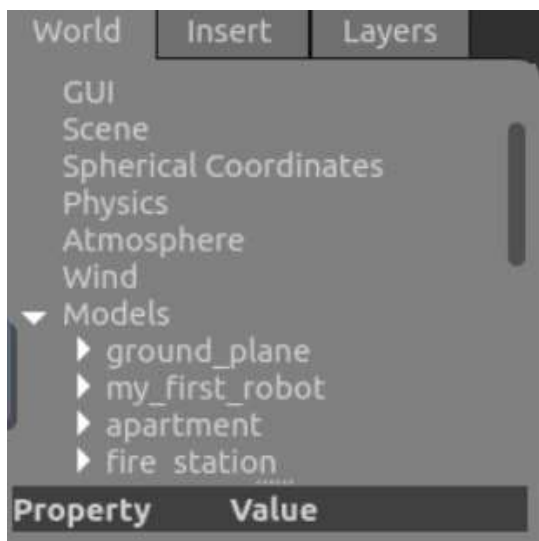 World Insert Layers
GUI
Scene
Spherical Coordinates
Physics
Atmosphere
Wind
Models
ground_plane
my_first_robot
apartment
fire_station
Property Value